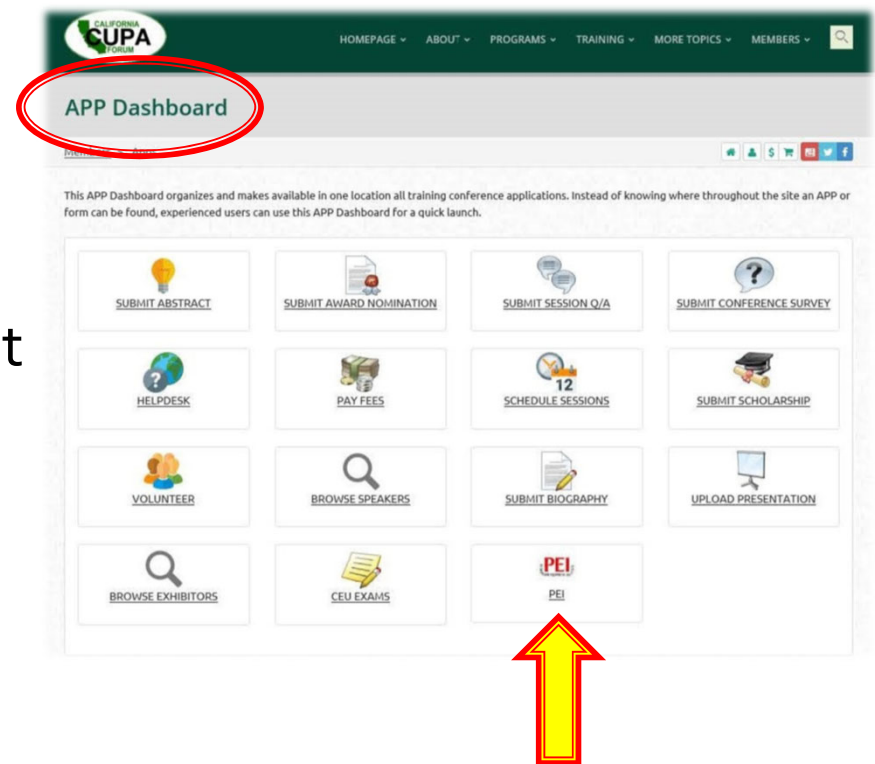 CALIFORNIA
CUPA
FORUM
HOMEPAGE ABOUT PROGRAMS TRAINING MORE TOPICS MEMBERS
APP Dashboard
Apps
This APP Dashboard organizes and makes available in one location all training conference applications. Instead of knowing where throughout the site an APP or
form can be found, experienced users can use this APP Dashboard for a quick launch.
SUBMIT ABSTRACT SUBMIT AWARD NOMINATION SUBMIT SESSION Q/A SUBMIT CONFERENCE SURVEY
t
12
HELPDESK PAY FEES SCHEDULE SESSIONS SUBMIT SCHOLARSHIP
VOLUNTEER BROWSE SPEAKERS SUBMIT BIOGRAPHY UPLOAD PRESENTATION
PEI
BROWSE EXHIBITORS CEU EXAMS PEI